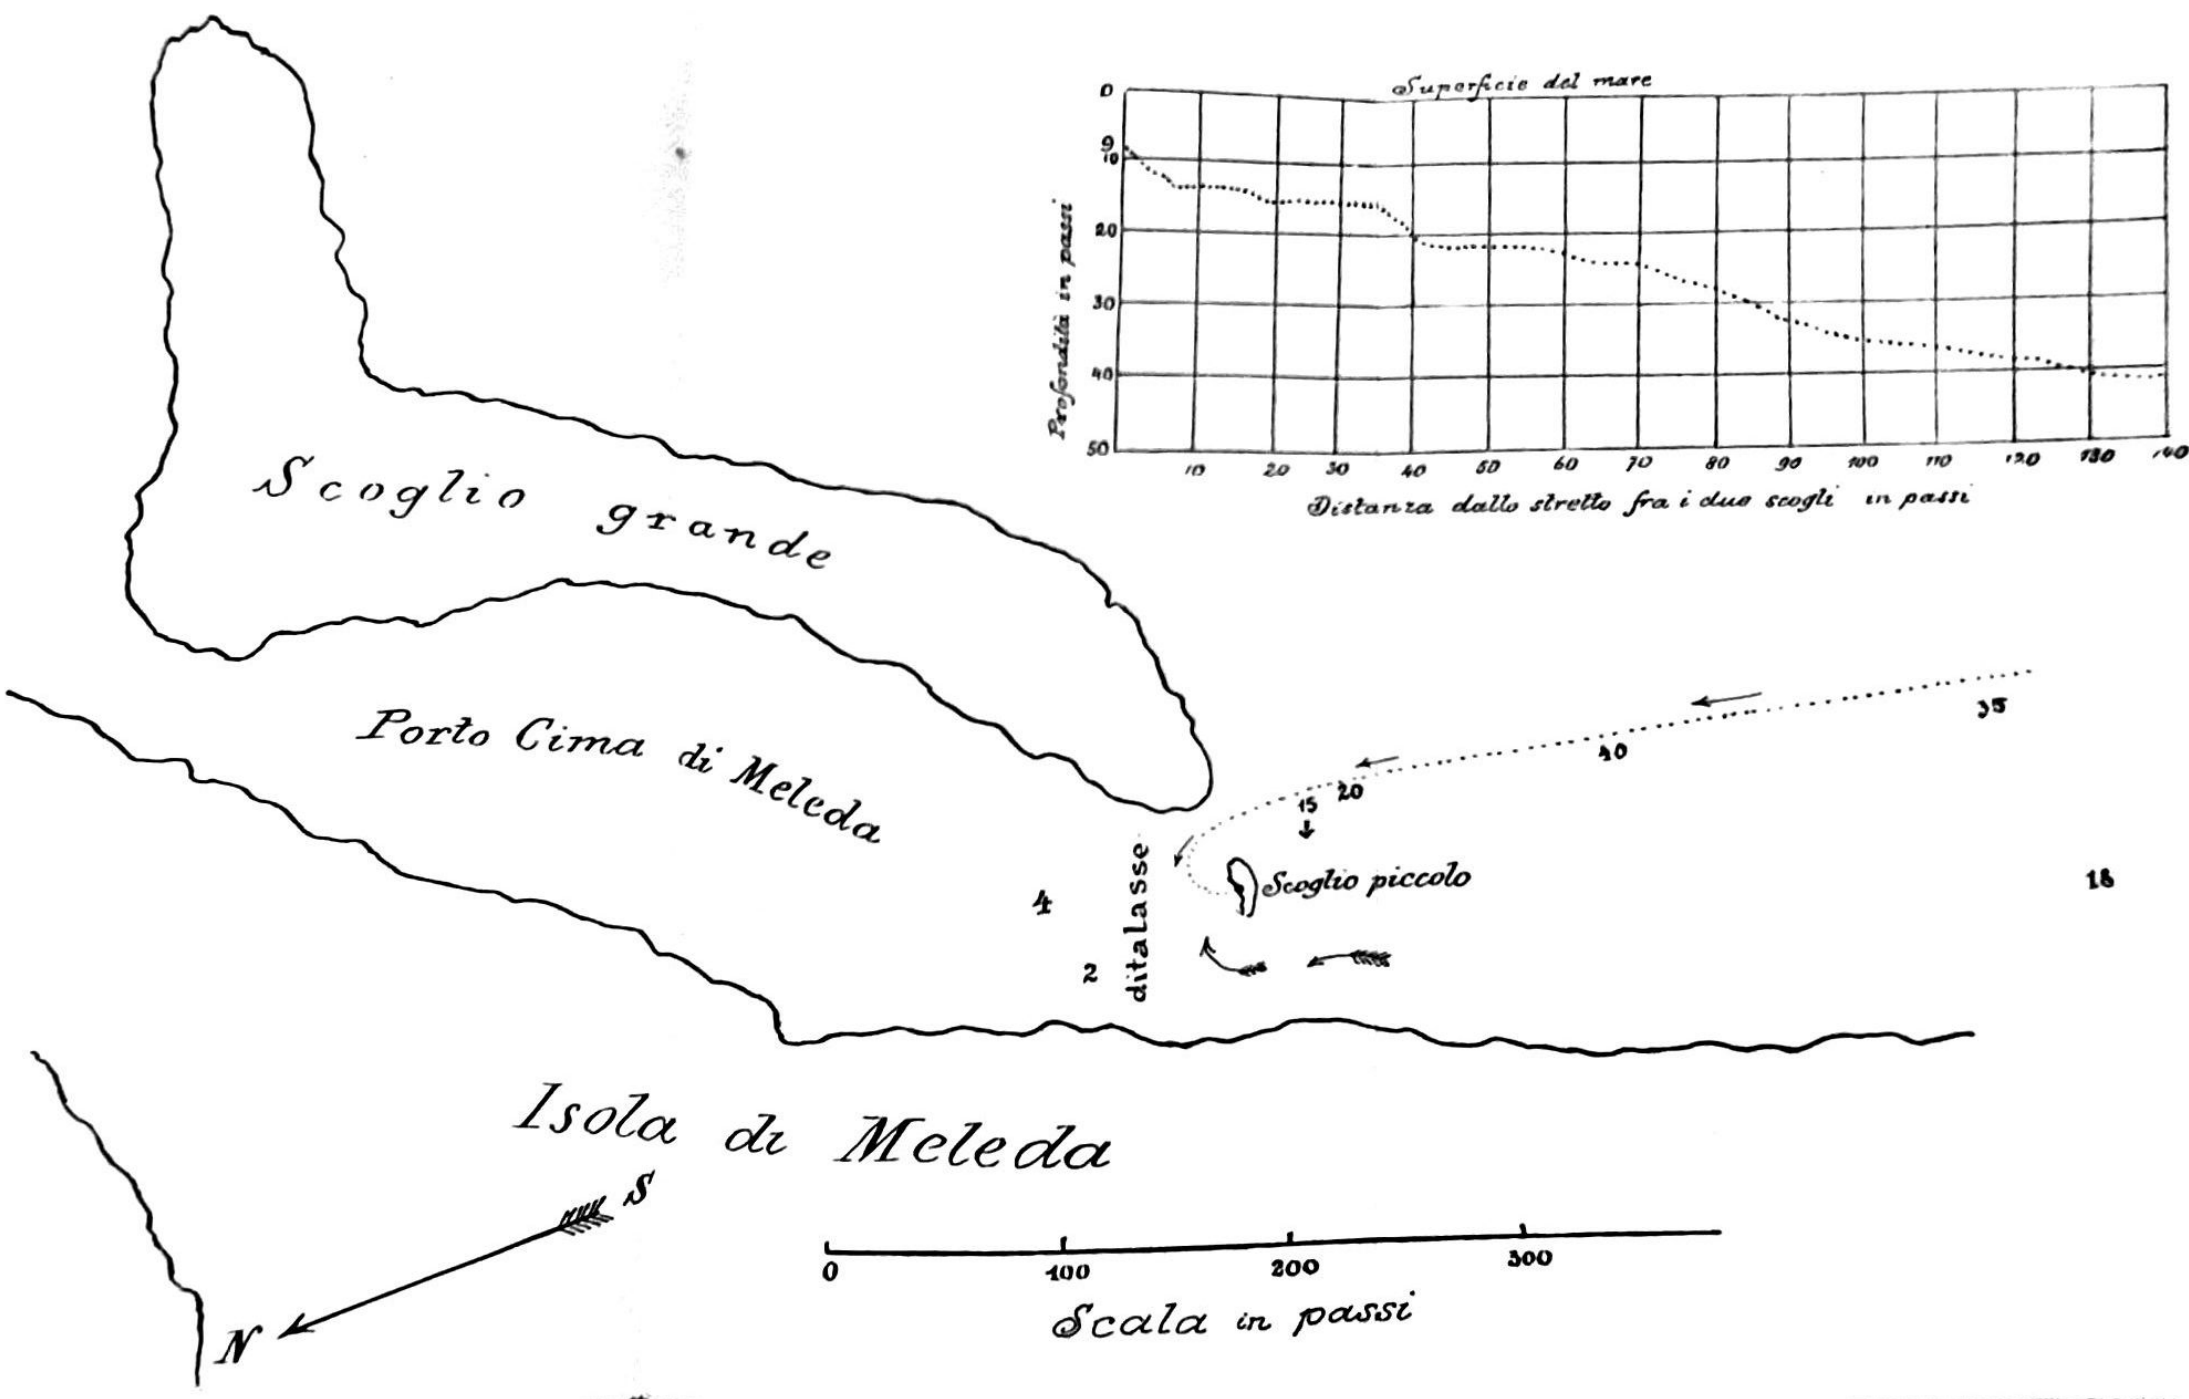 Superficie del mare
0
9
10
20
30
40
50
Profondità in passi
10 20 30 40 50 60 70 80 90 100 110 120 130 140
Distanza dallo stretto fra i due scogli in passi
Scoglio grande
Porto Cima di Meleda
35
40
20
15
Scoglio piccolo
18
4
2
ditalasse
Isola di Meleda
S
N
0 100 200 300
Scala in passi